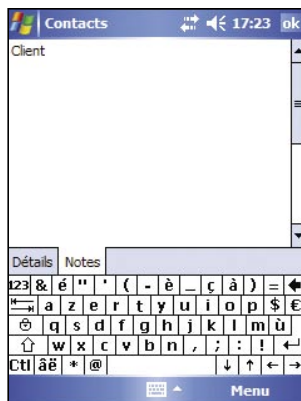 Contacts 17:23 ok
Client
Détails Notes
123 & é " ' ( - è _ ç à ) =
a z e r t y u i o p $ €
q s d f g h j k l m ù
w x c v b n , ; : !
Ctl âë * @
Menu